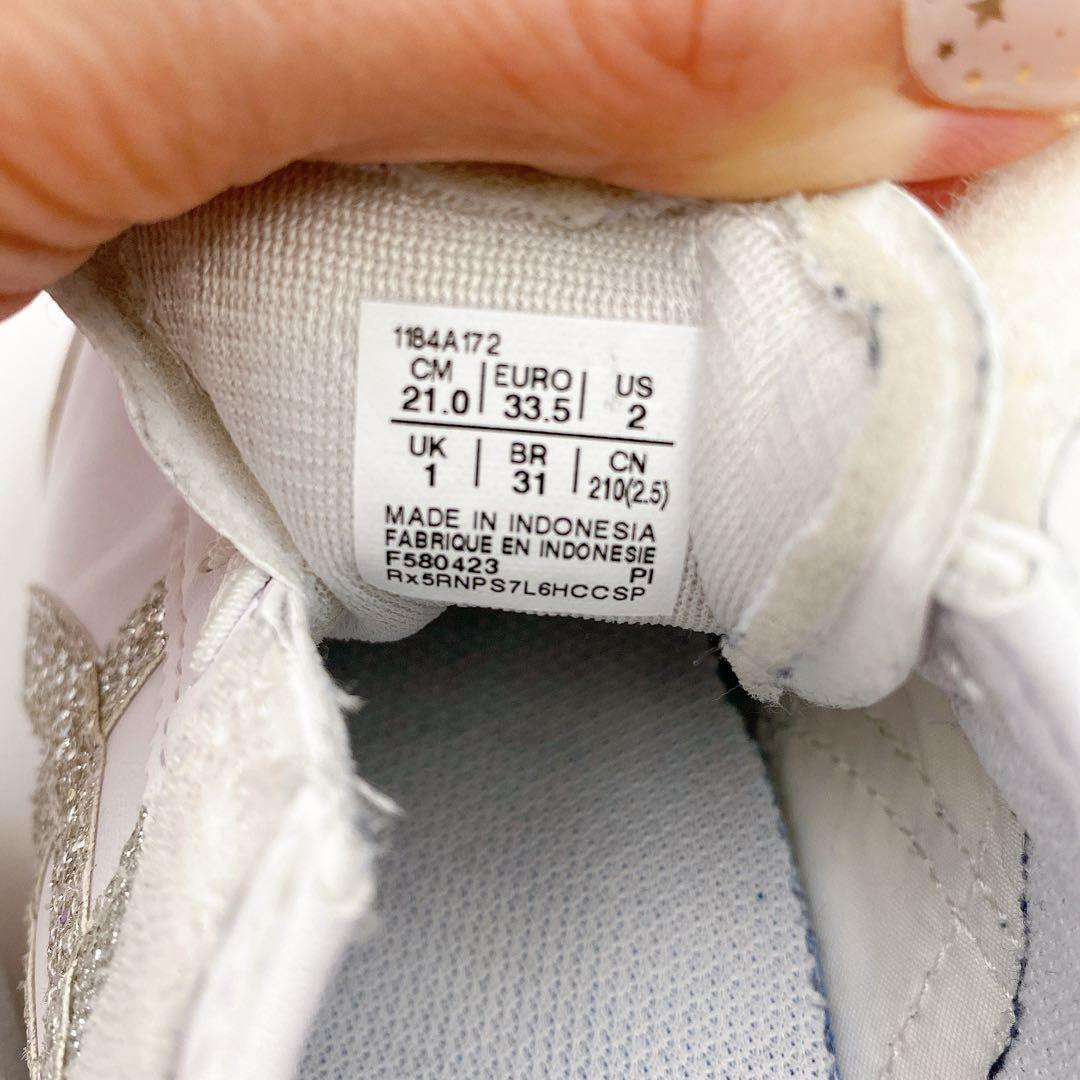 1184A172
CM | EURO | US
21.0 | 33.5 | 2
UK | BR | CN
1 | 31 | 210(2.5)
MADE IN INDONESIA
FABRIQUE EN INDONESIE
F580423 PI
Rx5RNPS7L6HCCSP